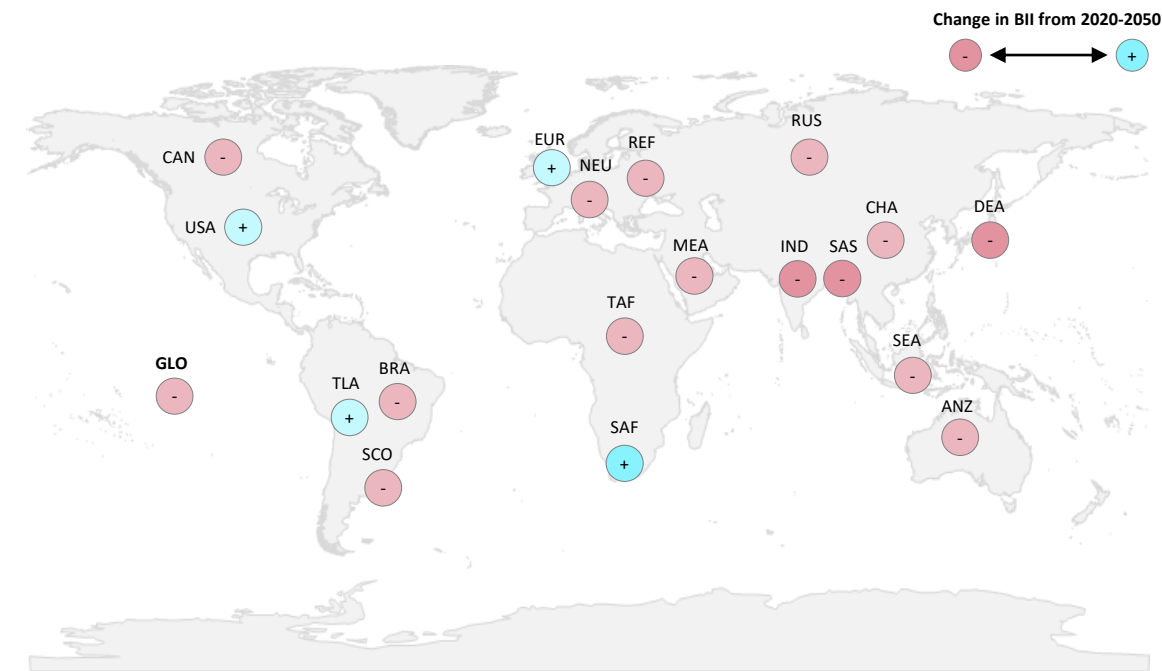 Change in BII from 2020-2050
- +
RUS
EUR
REF
CAN
-
NEU
+
-
-
-
USA
+
CHA
DEA
MEA
IND
SAS
-
-
-
-
-
TAF
-
SEA
GLO
-
BRA
TLA
-
-
+
ANZ
-
SCO
SAF
-
+
-